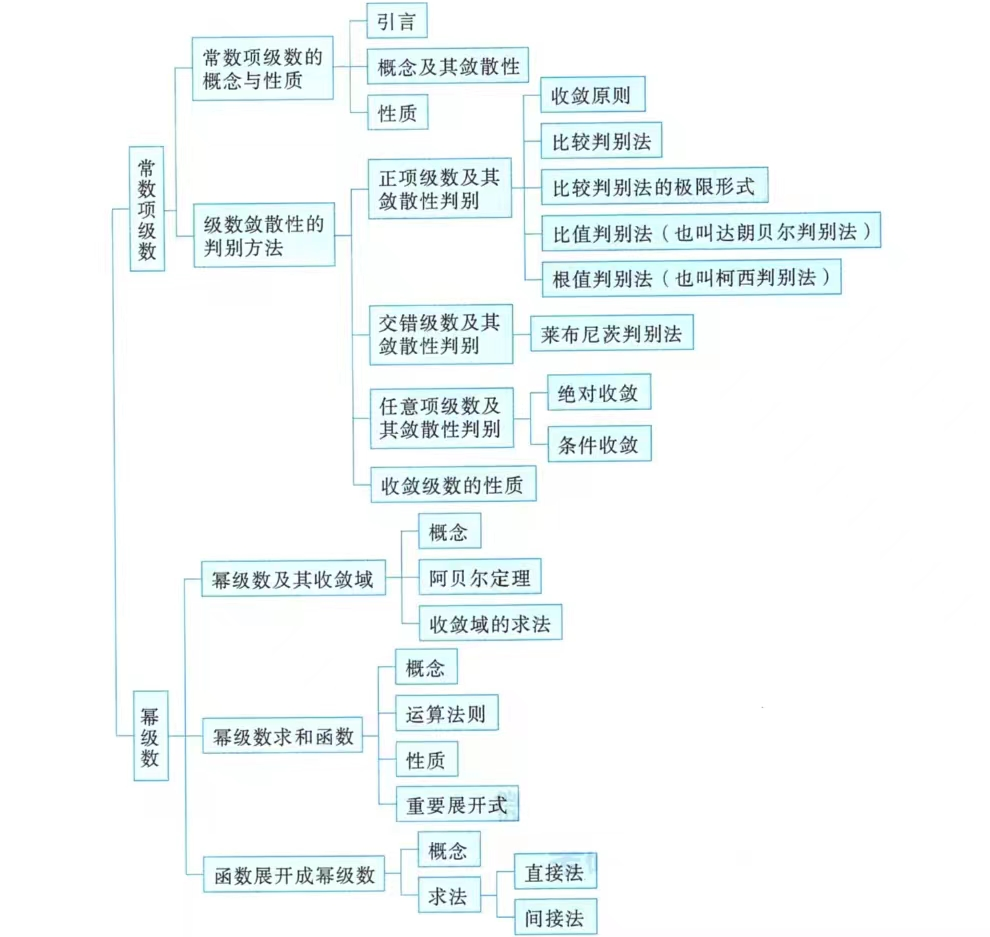 引言
常数项级数的
概念与性质
概念及其敛散性
性质
常数项级数
级数敛散性的
判别方法
正项级数及其
敛散性判别
收敛原则
比较判别法
比较判别法的极限形式
比值判别法(也叫达朗贝尔判别法)
根值判别法(也叫柯西判别法)
交错级数及其
敛散性判别
莱布尼茨判别法
任意项级数及
其敛散性判别
绝对收敛
条件收敛
收敛级数的性质
幂级数
幂级数及其收敛域
概念
阿贝尔定理
收敛域的求法
幂级数求和函数
概念
运算法则
性质
重要展开式
函数展开成幂级数
概念
求法
直接法
间接法